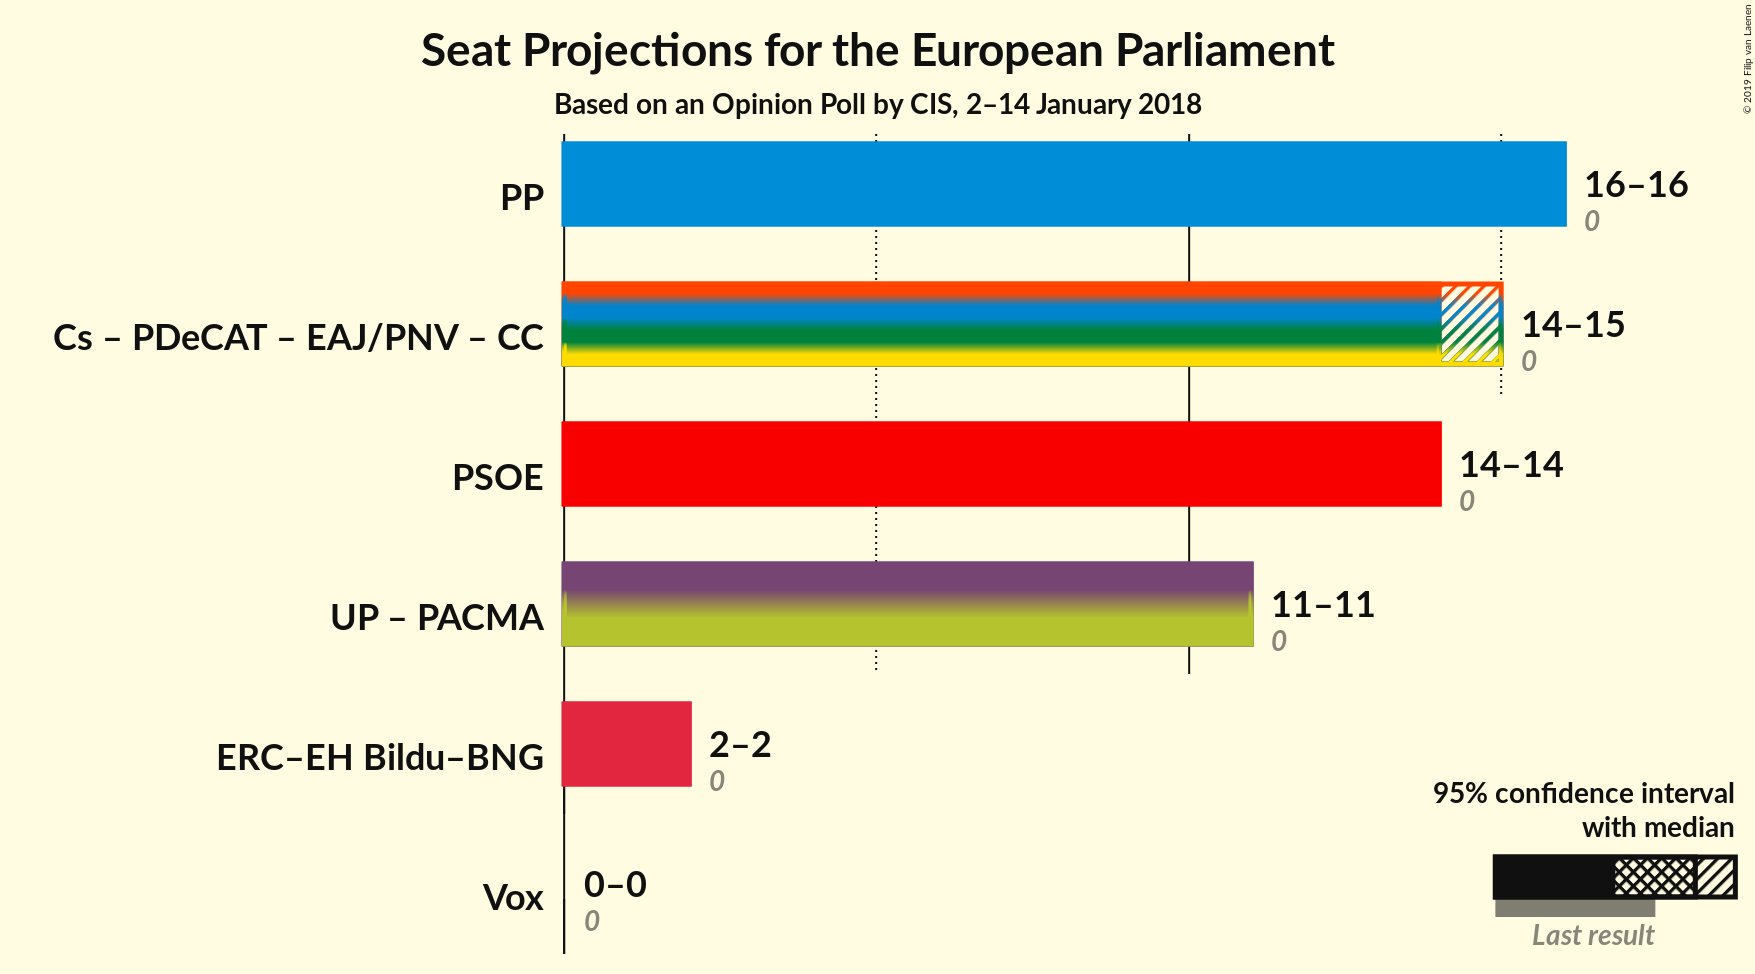 Seat Projections for the European Parliament
Based on an Opinion Poll by CIS, 2–14 January 2018
© 2019 Filip van Laenen
PP
16–16
0
Cs – PDeCAT – EAJ/PNV – CC
14–15
0
PSOE
14–14
0
UP – PACMA
11–11
0
ERC–EH Bildu–BNG
2–2
0
Vox
0–0
0
95% confidence interval
with median
Last result